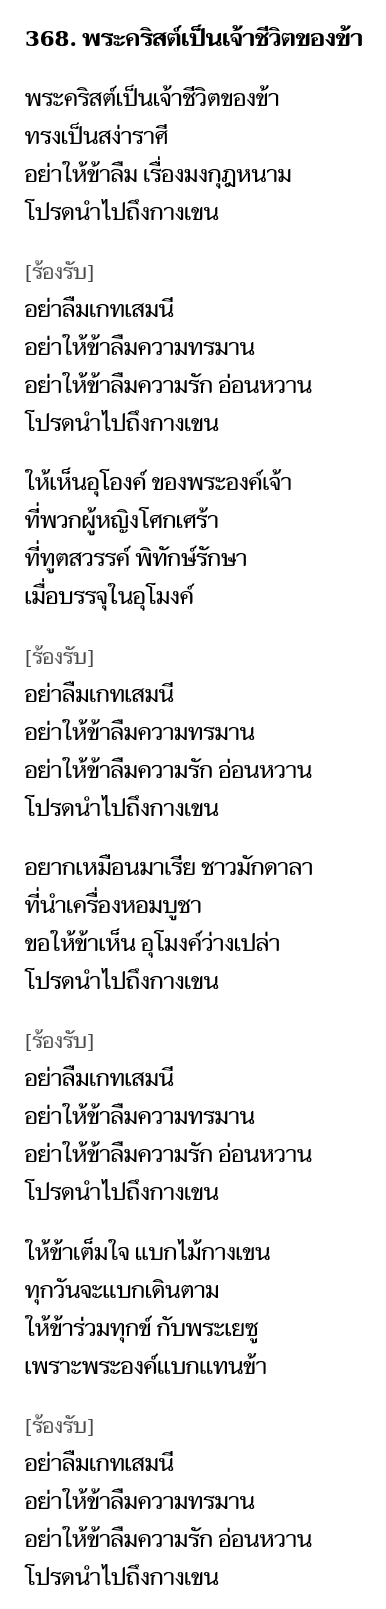 368. พระคริสต์เป็นเจ้าชีวิตของข้า
พระคริสต์เป็นเจ้าชีวิตของข้า
ทรงเป็นสง่าราศี
อย่าให้ข้าลืม เรื่องมงกุฎหนาม
โปรดนำไปถึงกางเขน
[ร้องรับ]
อย่าลืมเกทเสมนี
อย่าให้ข้าลืมความทรมาน
อย่าให้ข้าลืมความรัก อ่อนหวาน
โปรดนำไปถึงกางเขน
ให้เห็นอุโองค์ ของพระองค์เจ้า
ที่พวกผู้หญิงโศกเศร้า
ที่ทูตสวรรค์ พิทักษ์รักษา
เมื่อบรรจุในอุโมงค์
[ร้องรับ]
อย่าลืมเกทเสมนี
อย่าให้ข้าลืมความทรมาน
อย่าให้ข้าลืมความรัก อ่อนหวาน
โปรดนำไปถึงกางเขน
อยากเหมือนมาเรีย ชาวมักดาลา
ที่นำเครื่องหอมบูชา
ขอให้ข้าเห็น อุโมงค์ว่างเปล่า
โปรดนำไปถึงกางเขน
[ร้องรับ]
อย่าลืมเกทเสมนี
อย่าให้ข้าลืมความทรมาน
อย่าให้ข้าลืมความรัก อ่อนหวาน
โปรดนำไปถึงกางเขน
ให้ข้าเต็มใจ แบกไม้กางเขน
ทุกวันจะแบกเดินตาม
ให้ข้าร่วมทุกข์ กับพระเยซู
เพราะพระองค์แบกแทนข้า
[ร้องรับ]
อย่าลืมเกทเสมนี
อย่าให้ข้าลืมความทรมาน
อย่าให้ข้าลืมความรัก อ่อนหวาน
โปรดนำไปถึงกางเขน